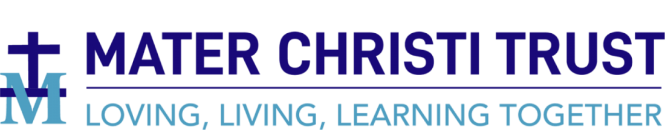 M
MATER CHRISTI TRUST
LOVING, LIVING, LEARNING TOGETHER